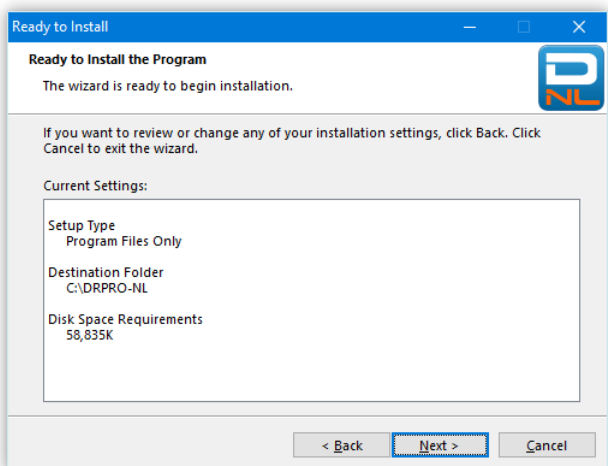 Ready to Install
Ready to Install the Program
The wizard is ready to begin installation.
D
NL
If you want to review or change any of your installation settings, click Back. Click
Cancel to exit the wizard.
Current Settings:
Setup Type
Program Files Only
Destination Folder
C:\DRPRO-NL
Disk Space Requirements
58,835K
< Back
Next >
Cancel